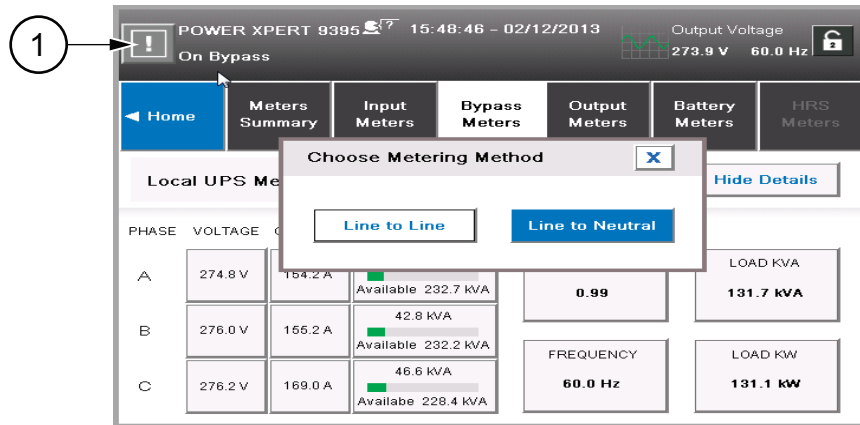 1
POWER XPERT 9395 ? 15:48:46 - 02/12/2013 Output Voltage
! On Bypass 273.9 V 60.0 Hz 2
Home
Meters Summary
Input Meters
Bypass Meters
Output Meters
Battery Meters
HRS Meters
Choose Metering Method X
Local UPS Me
Hide Details
Line to Line Line to Neutral
PHASE VOLTAGE
A 274.8 V 154.2 A
Available 232.7 kVA
0.99
LOAD KVA
131.7 kVA
B 276.0 V 155.2 A
42.8 kVA
Available 232.2 kVA
C 276.2 V 169.0 A
46.6 kVA
Availabe 228.4 kVA
FREQUENCY
60.0 Hz
LOAD KW
131.1 kW